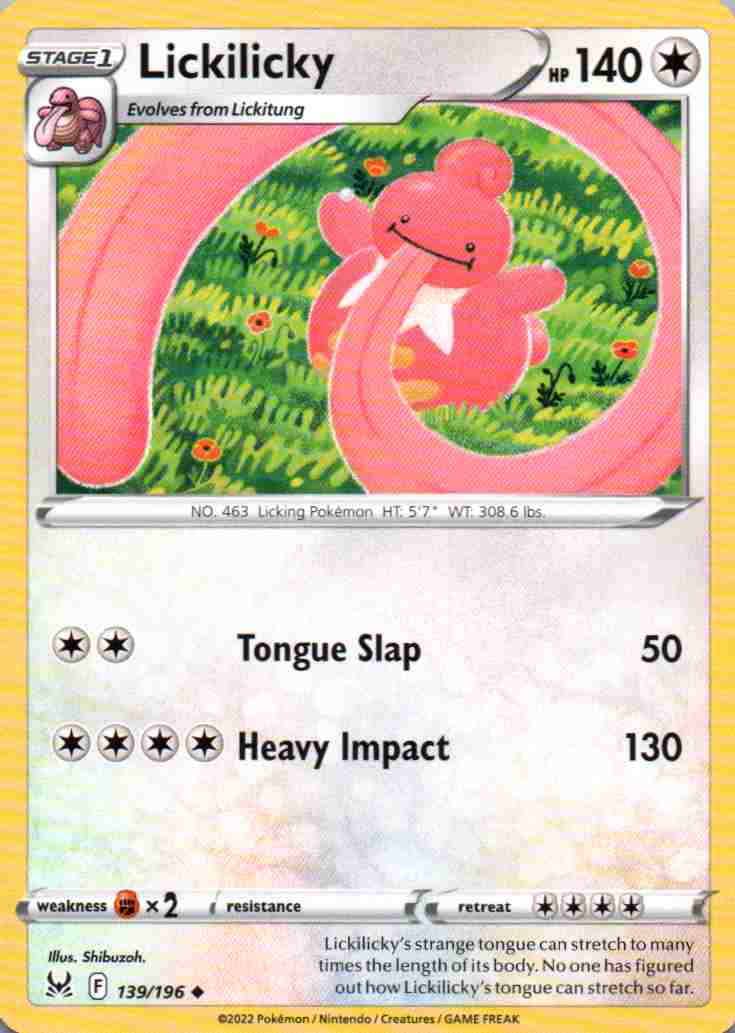 STAGE 1
Lickilicky
HP 140
Evolves from Lickitung
NO. 463 Licking Pokémon HT: 5'7" WT: 308.6 lbs.
Tongue Slap 50
Heavy Impact 130
weakness ×2 resistance retreat
Illus. Shibuzoh.
Lickilicky's strange tongue can stretch to many
times the length of its body. No one has figured
out how Lickilicky's tongue can stretch so far.
F 139/196
©2022 Pokémon / Nintendo / Creatures / GAME FREAK